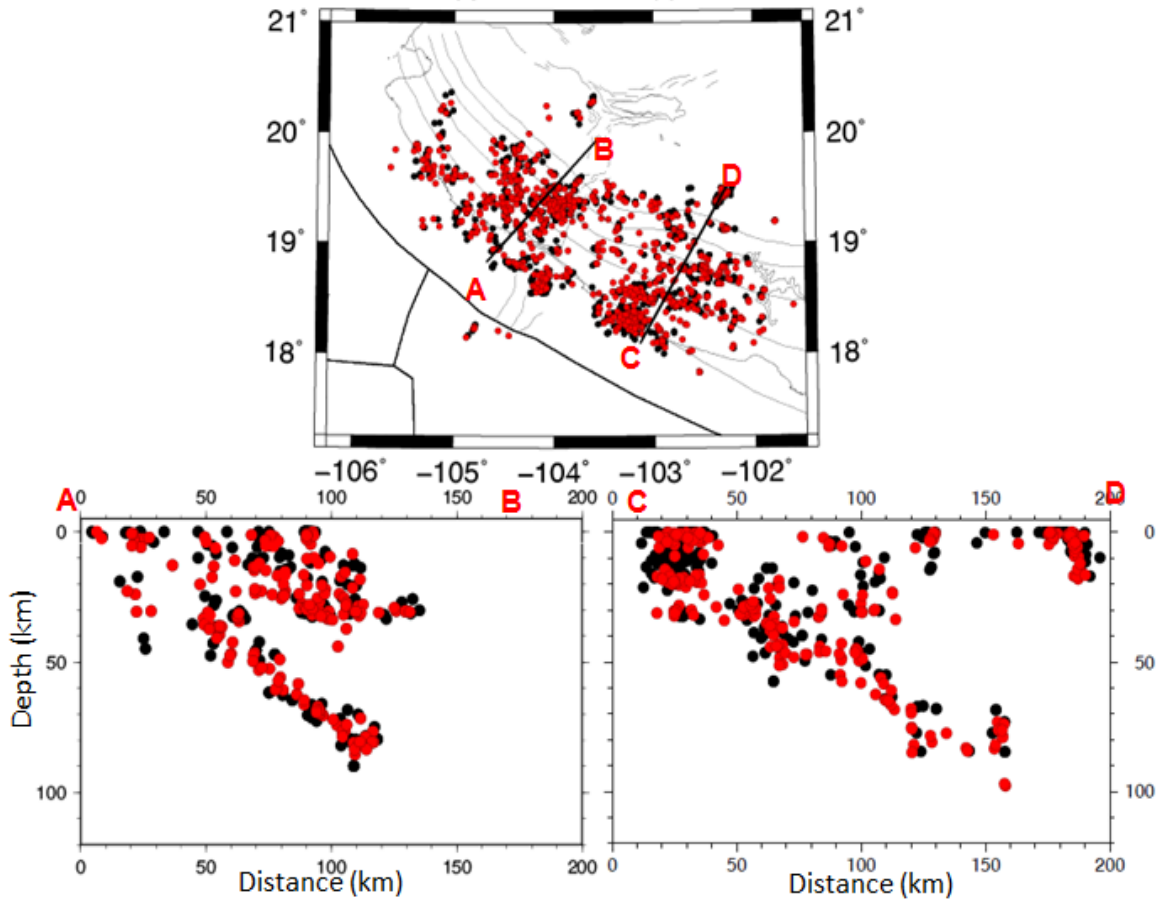 21° 21°
20° 20°
B
D
19° 19°
A
18° 18°
C
−106° −105° −104° −103° −102°
A B C D
0 50 100 150 200 0 50 100 150 200
0 0
50 50
100 100
Depth (km)
0 50 100 150 200 0 50 100 150 200
Distance (km) Distance (km)